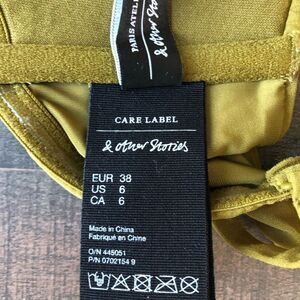 PARIS ATELIER
& other Stories
CARE LABEL
& other Stories
EUR 38
US 6
CA 6
Made in China
Fabriqué en Chine
O/N 445051
P/N 0702154 9